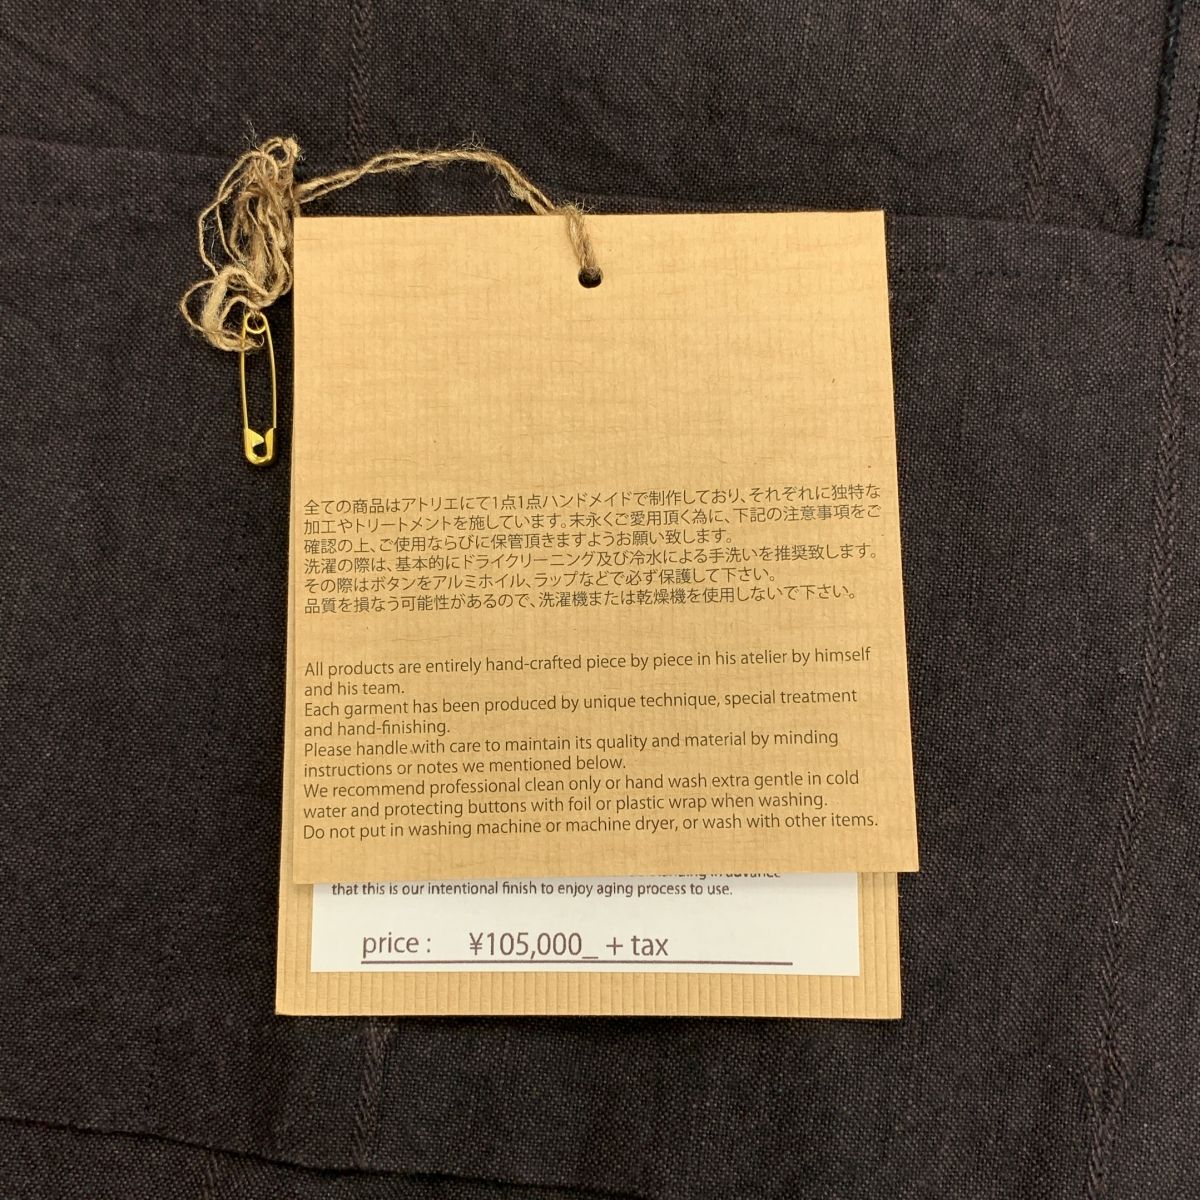 全ての商品はアトリエにて1点1点ハンドメイドで制作しており、それぞれに独特な
加工やトリートメントを施しています。末永くご愛用頂く為に、下記の注意事項をご
確認の上、ご使用ならびに保管頂きますようお願い致します。
洗濯の際は、基本的にドライクリーニング及び冷水による手洗いを推奨致します。
その際はボタンをアルミホイル、ラップなどで必ず保護して下さい。
品質を損なう可能性があるので、洗濯機または乾燥機を使用しないで下さい。
All products are entirely hand-crafted piece by piece in his atelier by himself
and his team.
Each garment has been produced by unique technique, special treatment
and hand-finishing.
Please handle with care to maintain its quality and material by minding
instructions or notes we mentioned below.
We recommend professional clean only or hand wash extra gentle in cold
water and protecting buttons with foil or plastic wrap when washing.
Do not put in washing machine or machine dryer, or wash with other items.
in advance
that this is our intentional finish to enjoy aging process to use.
price : ¥105,000_ + tax